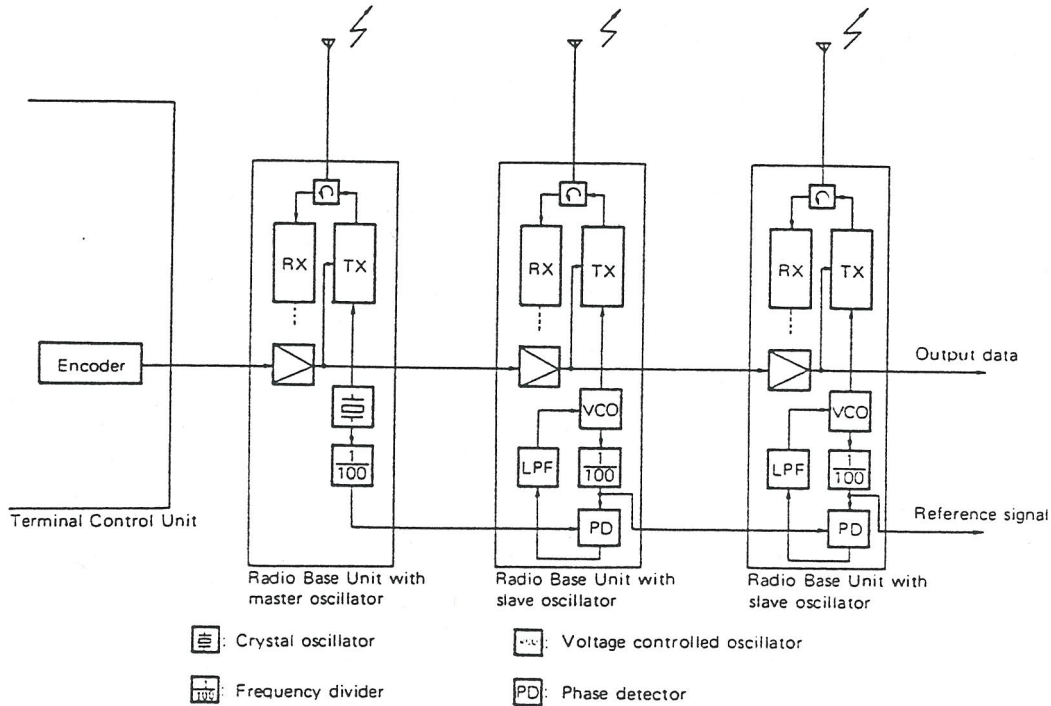 RX
TX
RX
TX
RX
TX
Encoder
Output data
VCO
VCO
1/100
LPF
1/100
LPF
1/100
PD
PD
Terminal Control Unit
Reference signal
Radio Base Unit with
master oscillator
Radio Base Unit with
slave oscillator
Radio Base Unit with
slave oscillator
: Crystal oscillator
: Voltage controlled oscillator
1/100 : Frequency divider
PD : Phase detector